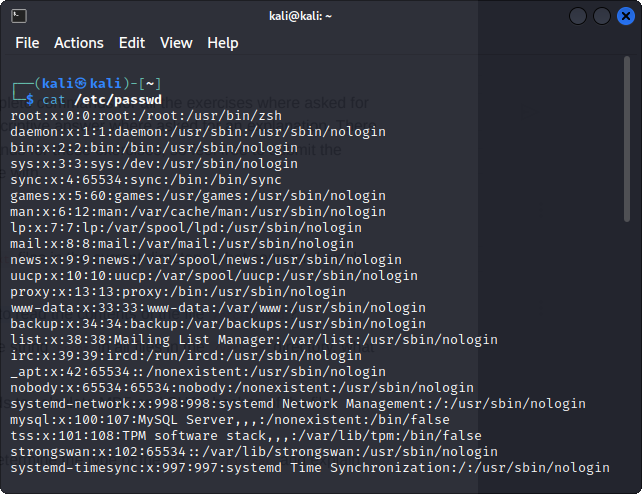 kali@kali: ~
File Actions Edit View Help
┌──(kali㉿kali)-[~]
└─$ cat /etc/passwd
root:x:0:0:root:/root:/usr/bin/zsh
daemon:x:1:1:daemon:/usr/sbin:/usr/sbin/nologin
bin:x:2:2:bin:/bin:/usr/sbin/nologin
sys:x:3:3:sys:/dev:/usr/sbin/nologin
sync:x:4:65534:sync:/bin:/bin/sync
games:x:5:60:games:/usr/games:/usr/sbin/nologin
man:x:6:12:man:/var/cache/man:/usr/sbin/nologin
lp:x:7:7:lp:/var/spool/lpd:/usr/sbin/nologin
mail:x:8:8:mail:/var/mail:/usr/sbin/nologin
news:x:9:9:news:/var/spool/news:/usr/sbin/nologin
uucp:x:10:10:uucp:/var/spool/uucp:/usr/sbin/nologin
proxy:x:13:13:proxy:/bin:/usr/sbin/nologin
www-data:x:33:33:www-data:/var/www:/usr/sbin/nologin
backup:x:34:34:backup:/var/backups:/usr/sbin/nologin
list:x:38:38:Mailing List Manager:/var/list:/usr/sbin/nologin
irc:x:39:39:ircd:/run/ircd:/usr/sbin/nologin
_apt:x:42:65534::/nonexistent:/usr/sbin/nologin
nobody:x:65534:65534:nobody:/nonexistent:/usr/sbin/nologin
systemd-network:x:998:998:systemd Network Management:/:/usr/sbin/nologin
mysql:x:100:107:MySQL Server,,,:/nonexistent:/bin/false
tss:x:101:108:TPM software stack,,,:/var/lib/tpm:/bin/false
strongswan:x:102:65534::/var/lib/strongswan:/usr/sbin/nologin
systemd-timesync:x:997:997:systemd Time Synchronization:/:/usr/sbin/nologin